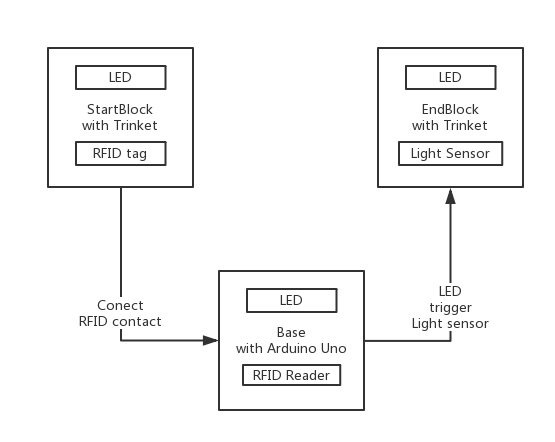 LED
StartBlock
with Trinket
RFID tag
LED
EndBlock
with Trinket
Light Sensor
Conect
RFID contact
LED
Base
with Arduino Uno
RFID Reader
LED
trigger
Light sensor